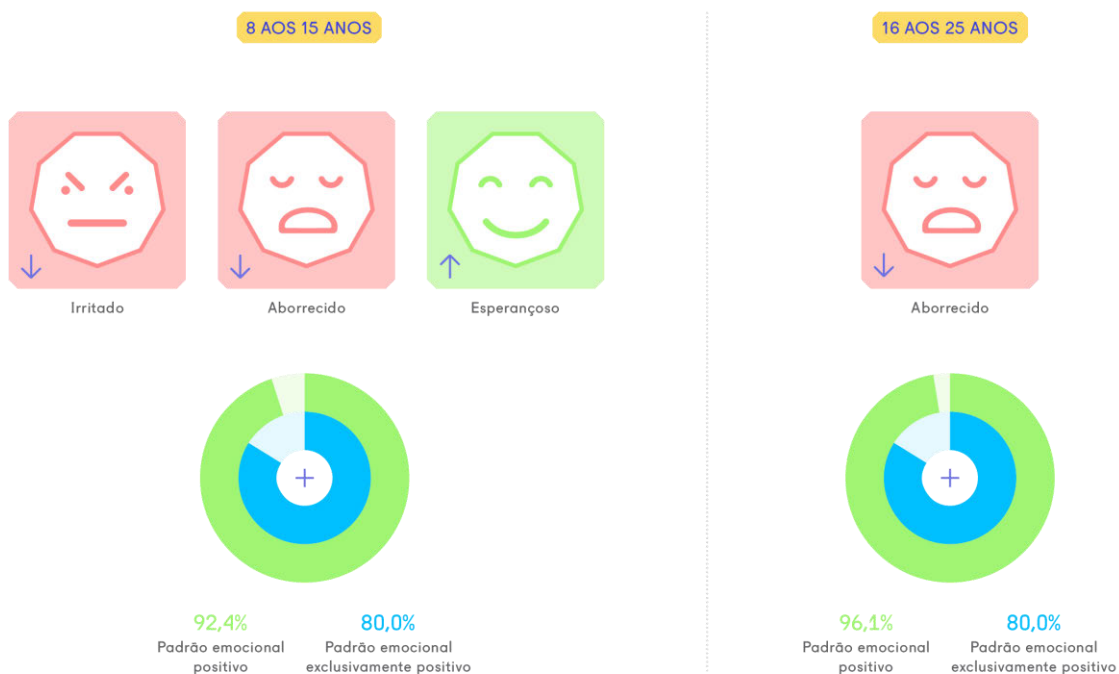 8 AOS 15 ANOS
16 AOS 25 ANOS
Irritado
Aborrecido
Esperançoso
Aborrecido
92,4%
Padrão emocional
positivo
80,0%
Padrão emocional
exclusivamente positivo
96,1%
Padrão emocional
positivo
80,0%
Padrão emocional
exclusivamente positivo